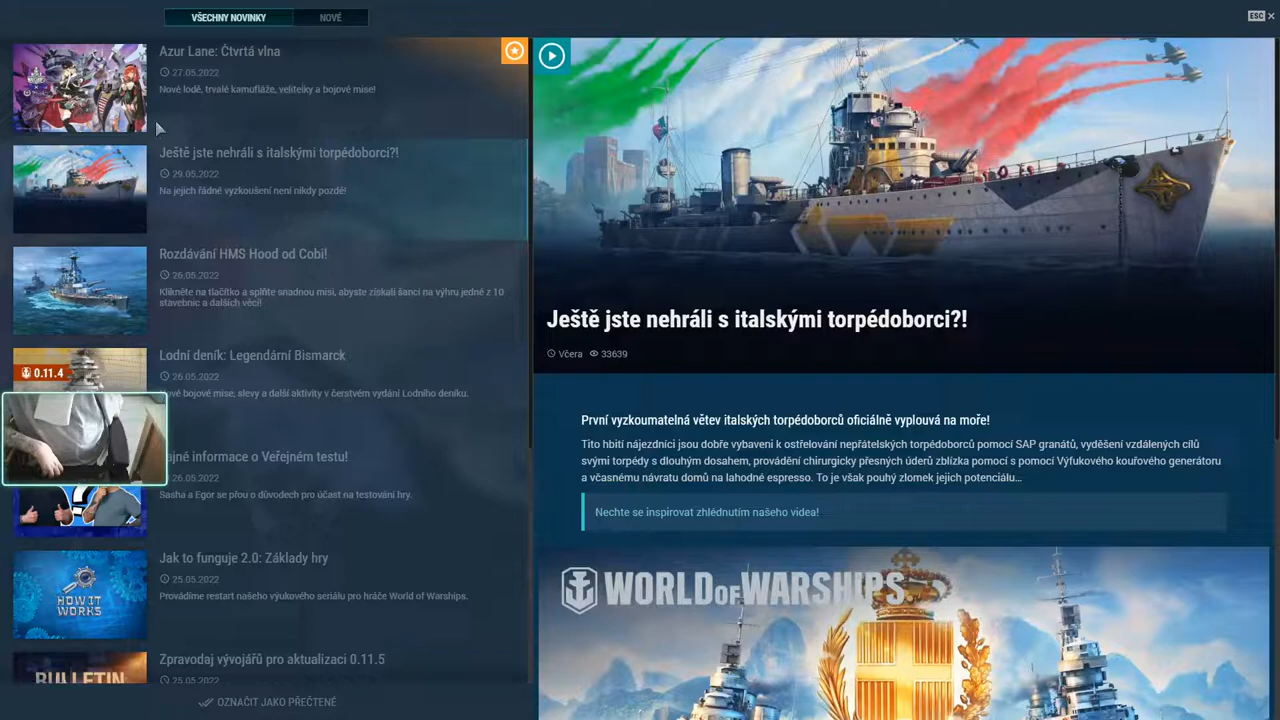 VŠECHNY NOVINKY
NOVÉ
ESC
Azur Lane: Čtvrtá vlna
27.05.2022
Nové lodě, trvalé kamufláže, velitelky a bojové mise!
Ještě jste nehráli s italskými torpédoborci?!
29.05.2022
Na jejich řádné vyzkoušení není nikdy pozdě!
Rozdávání HMS Hood od Cobi!
26.05.2022
Klikněte na tlačítko a splňte snadnou misi, abyste získali šanci na výhru jedné z 10
stavebnic a dalších věcí!
0.11.4
Lodní deník: Legendární Bismarck
26.05.2022
ové bojové mise, slevy a další aktivity v čerstvém vydání Lodního deníku.
ajné informace o Veřejném testu!
Sasha a Egor se přou o důvodech pro účast na testování hry.
HOW IT
WORKS
Jak to funguje 2.0: Základy hry
25.05.2022
Provádíme restart našeho výukového seriálu pro hráče World of Warships.
BULLETIN
Zpravodaj vývojářů pro aktualizaci 0.11.5
25.05.2022
OZNAČIT JAKO PŘEČTENÉ
Ještě jste nehráli s italskými torpédoborci?!
Včera 33639
První vyzkoumatelná větev italských torpédoborců oficiálně vyplouvá na moře!
Tito hbití nájezdníci jsou dobře vybaveni k ostřelování nepřátelských torpédoborců pomocí SAP granátů, vyděšení vzdálených cílů
svými torpédy s dlouhým dosahem, provádění chirurgicky přesných úderů zblízka pomocí s pomocí Výfukového kouřového generátoru
a včasnému návratu domů na lahodné espresso. To je však pouhý zlomek jejich potenciálu...
Nechte se inspirovat zhlédnutím našeho videa!
WORLD OF WARSHIPS